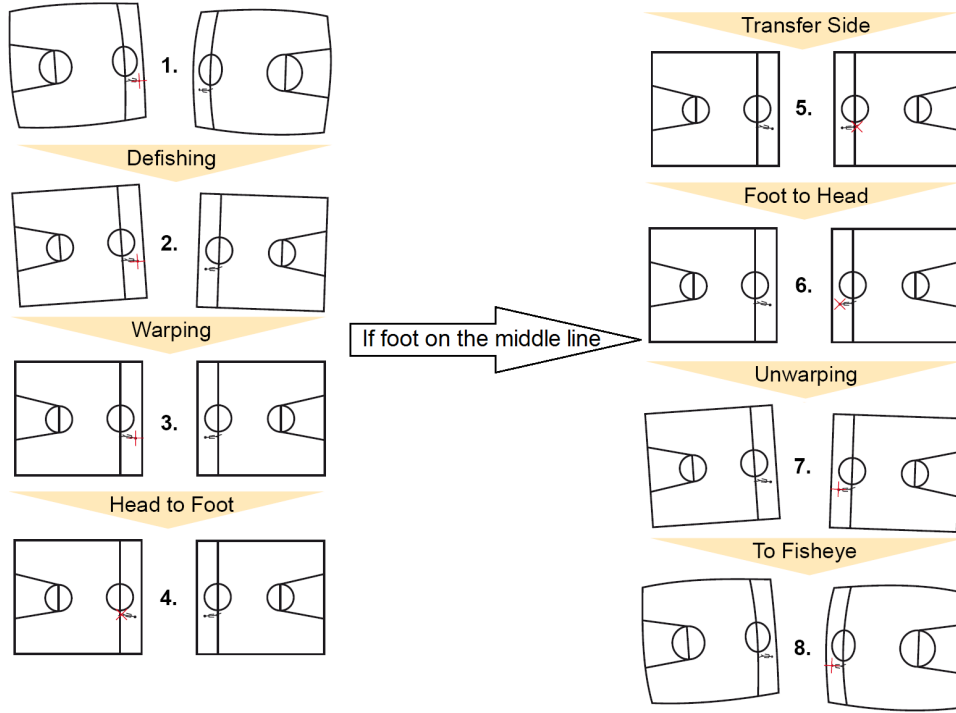 1.
Defishing
2.
Warping
3.
Head to Foot
4.
If foot on the middle line
Transfer Side
5.
Foot to Head
6.
Unwarping
7.
To Fisheye
8.